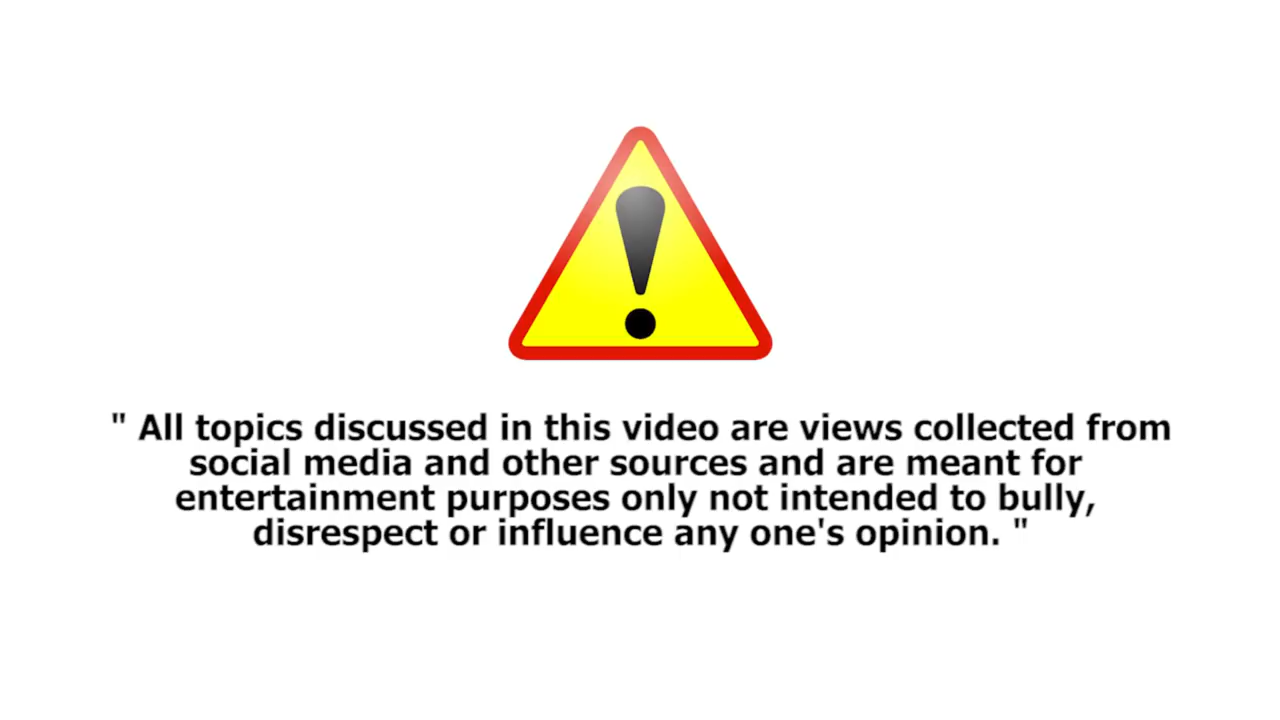 " All topics discussed in this video are views collected from
social media and other sources and are meant for
entertainment purposes only not intended to bully,
disrespect or influence any one's opinion. "